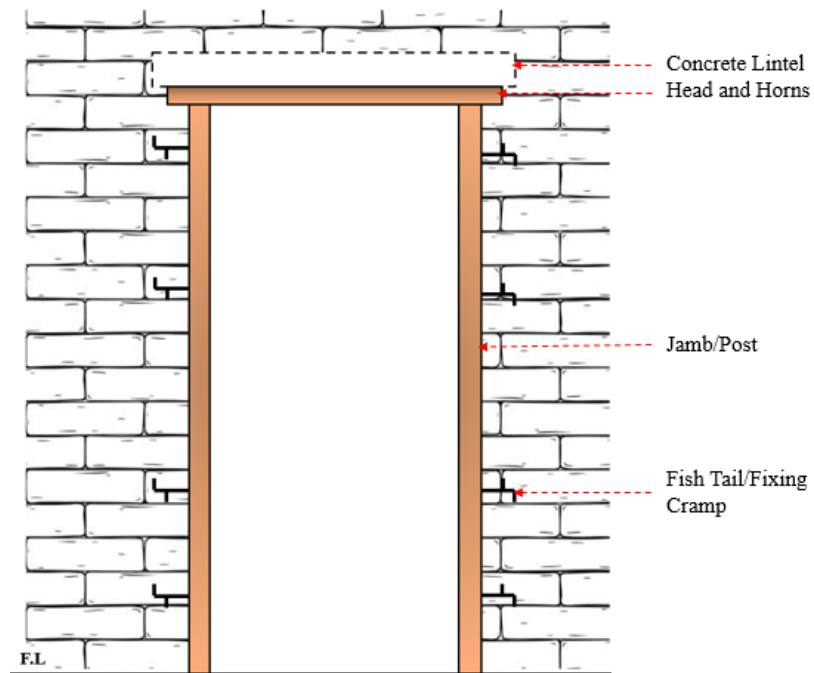 Concrete Lintel
Head and Horns
Jamb/Post
Fish Tail/Fixing
Cramp
F.L